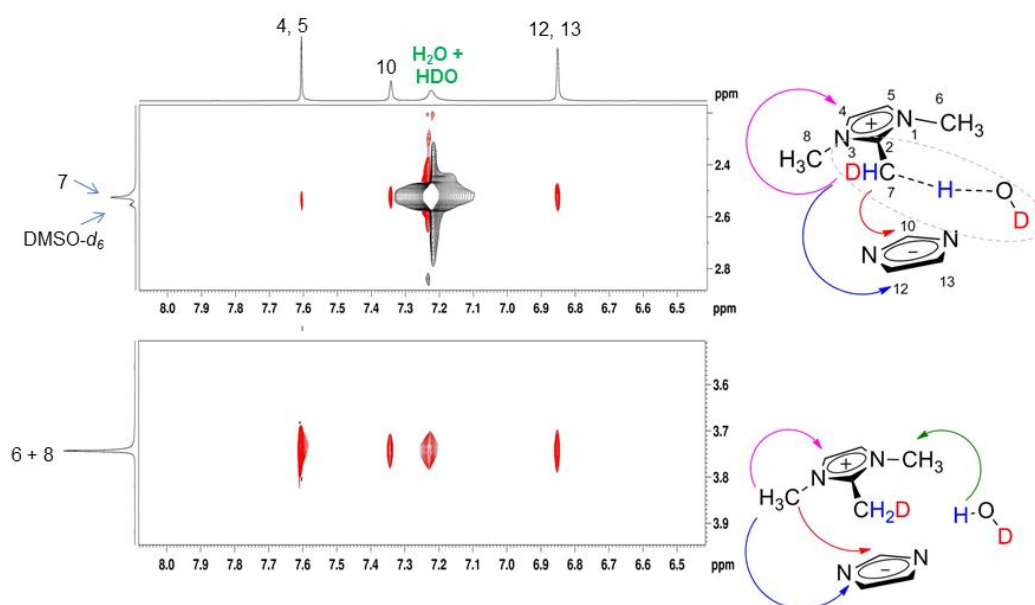 4, 5
10
H₂O +
HDO
12, 13
ppm
2.4
2.6
2.8
7
DMSO-d₆
8.0 7.9 7.8 7.7 7.6 7.5 7.4 7.3 7.2 7.1 7.0 6.9 6.8 6.7 6.6 6.5 ppm
4
5
6
8
N
1
CH₃
+
N
3
2
H₃C
DHC
7
H
O
D
10
N
N
-
12
13
ppm
3.6
3.7
3.8
3.9
6 + 8
8.0 7.9 7.8 7.7 7.6 7.5 7.4 7.3 7.2 7.1 7.0 6.9 6.8 6.7 6.6 6.5 ppm
+
N
CH₃
N
H₃C
CH₂D
H
O
D
N
N
-